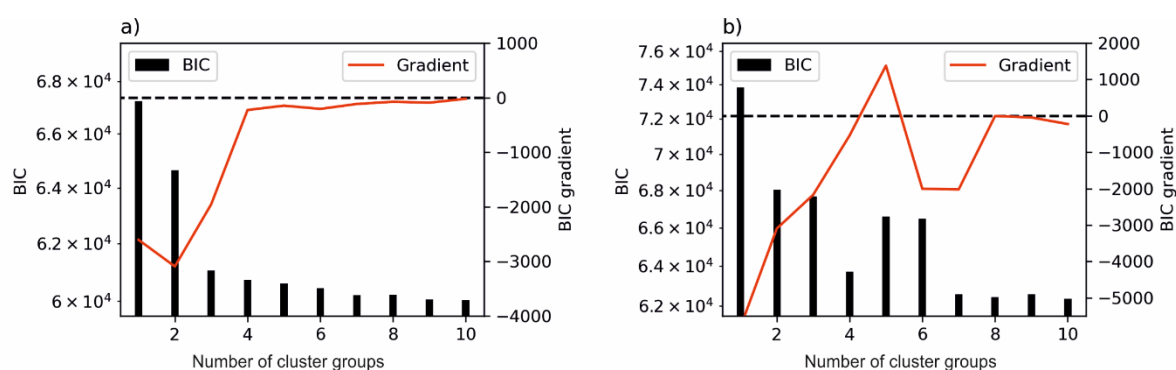 a)
BIC
Gradient
6.8 × 10⁴
6.6 × 10⁴
6.4 × 10⁴
6.2 × 10⁴
6 × 10⁴
BIC
1000
0
−1000
−2000
−3000
−4000
BIC gradient
2 4 6 8 10
Number of cluster groups
b)
BIC
Gradient
7.6 × 10⁴
7.4 × 10⁴
7.2 × 10⁴
7 × 10⁴
6.8 × 10⁴
6.6 × 10⁴
6.4 × 10⁴
6.2 × 10⁴
BIC
2000
1000
0
−1000
−2000
−3000
−4000
−5000
BIC gradient
2 4 6 8 10
Number of cluster groups